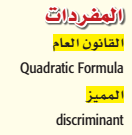 المفردات
القانون العام
Quadratic Formula
المميز
discriminant